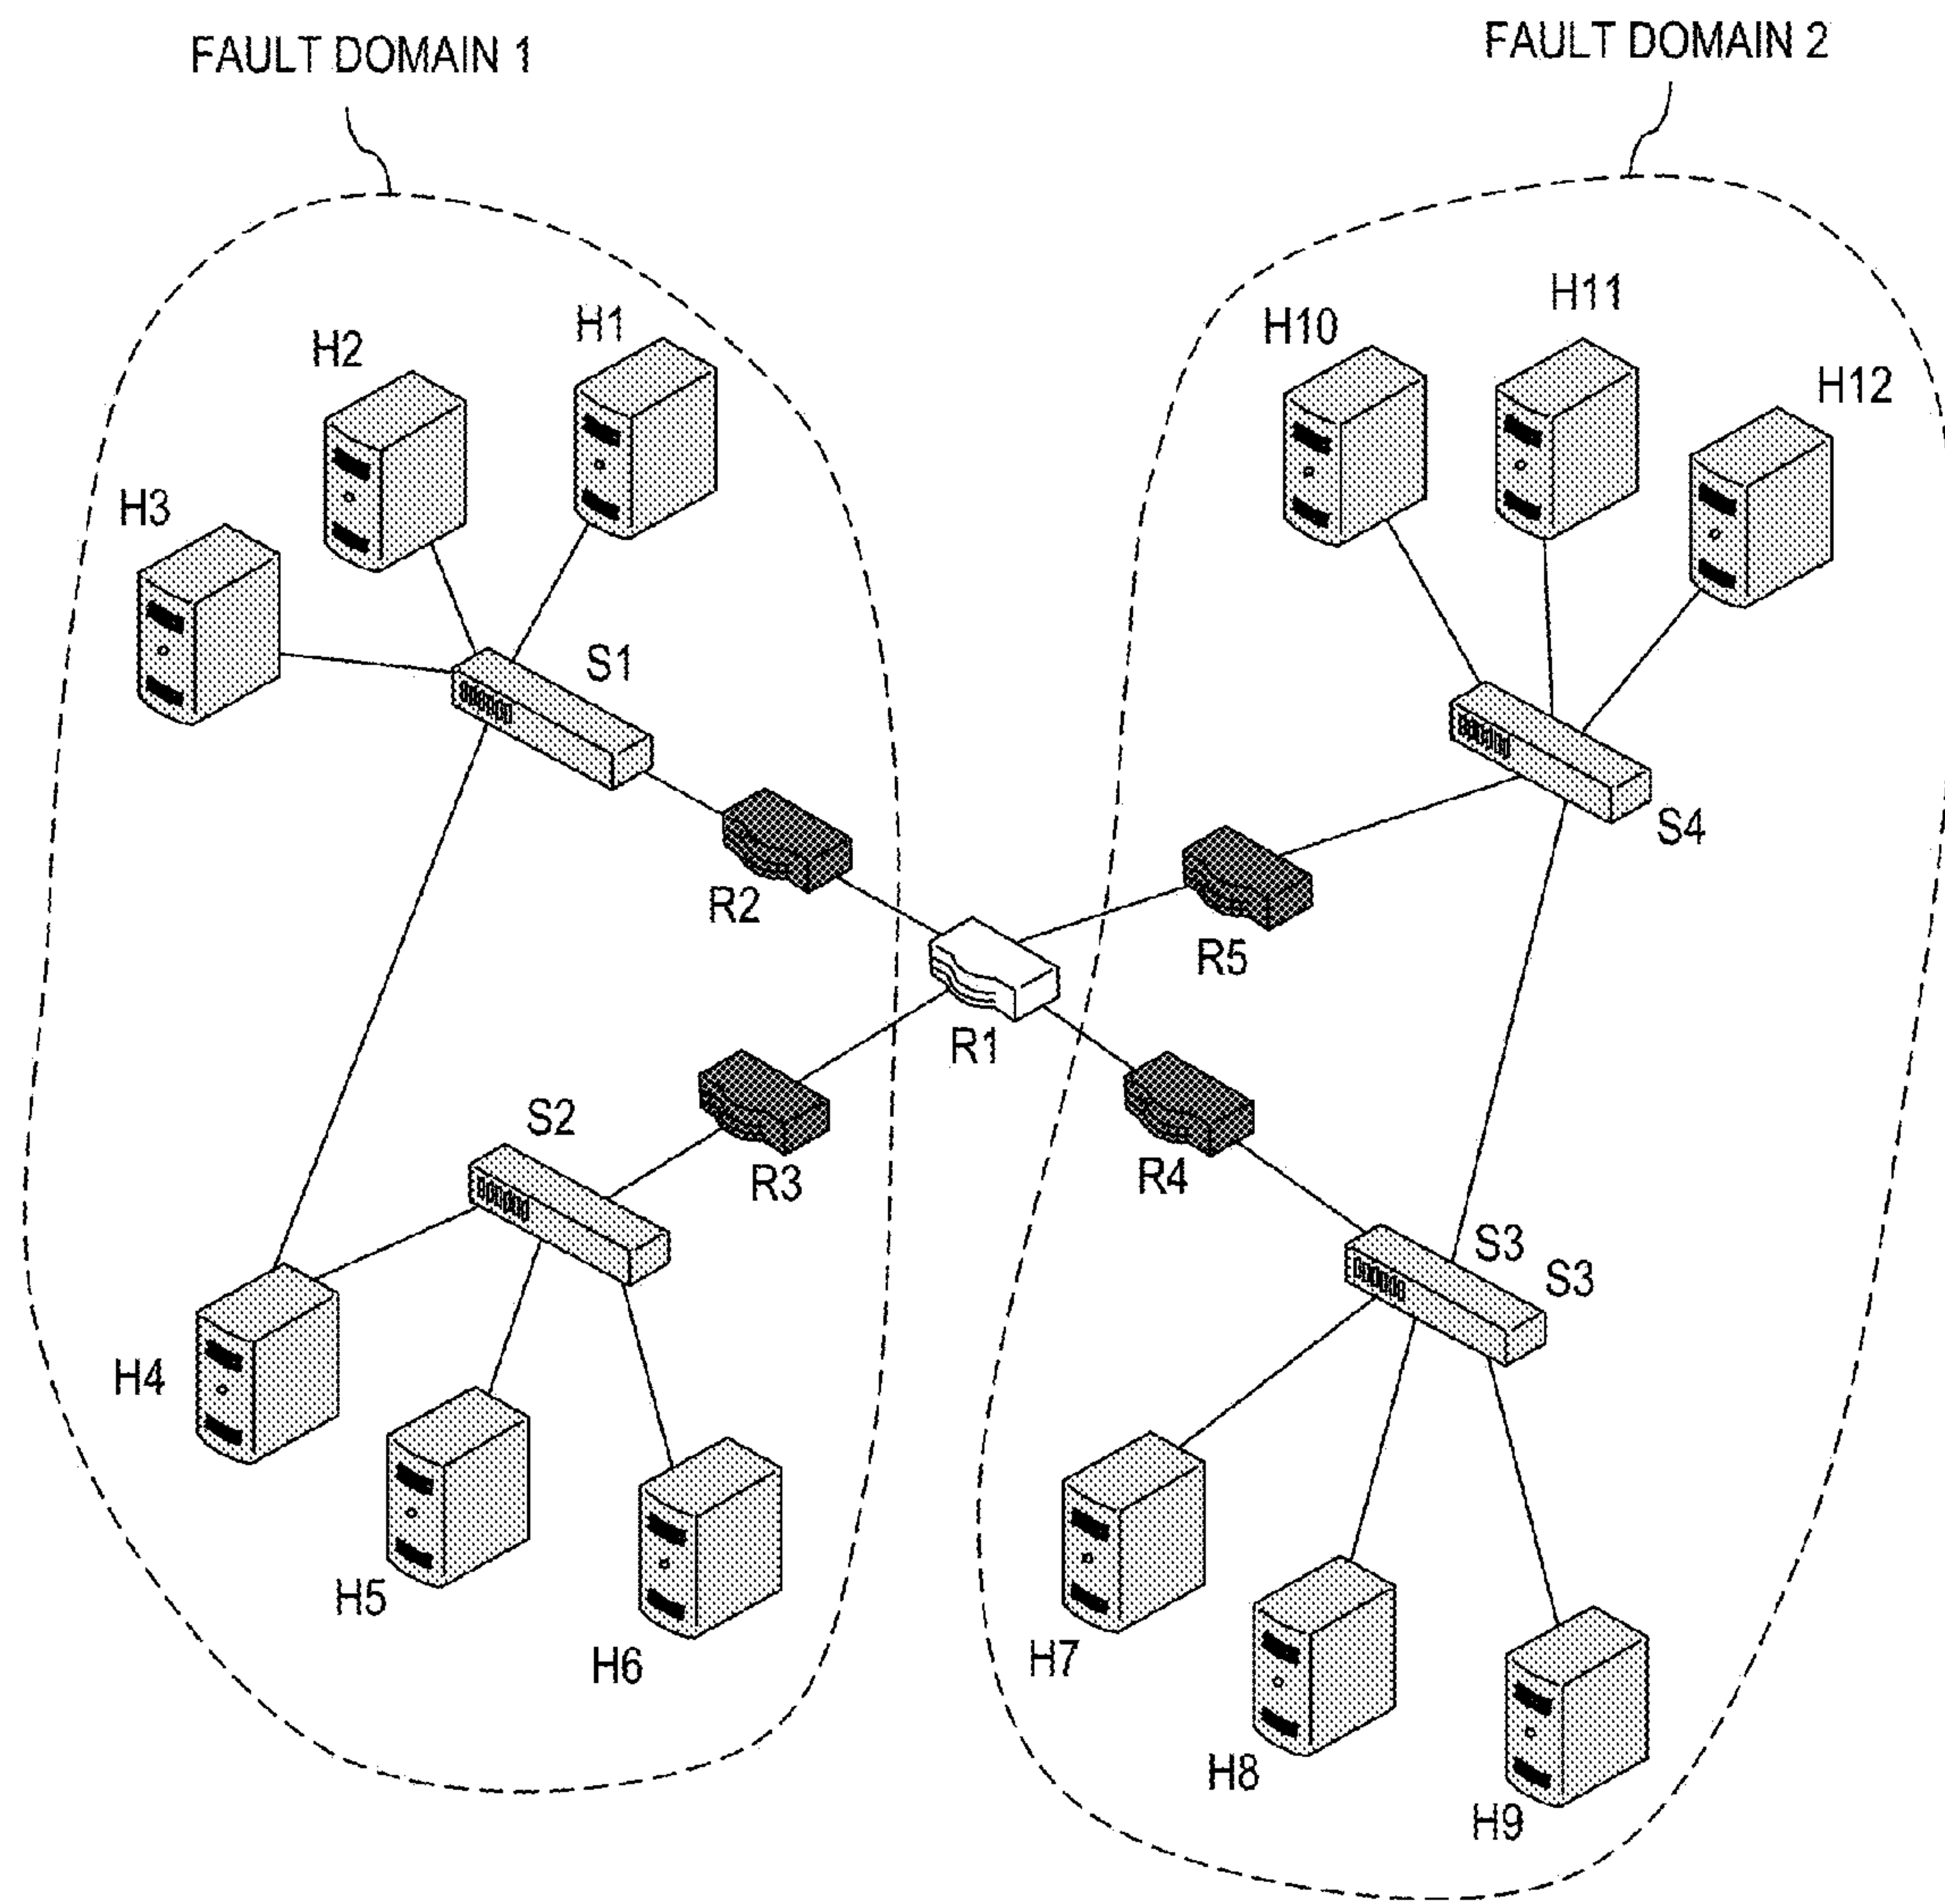 FAULT DOMAIN 1
FAULT DOMAIN 2
H1
H2
H3
H10
H11
H12
S1
S4
R2
R5
R1
S2
R3
R4
S3
S3
H4
H5
H6
H7
H8
H9